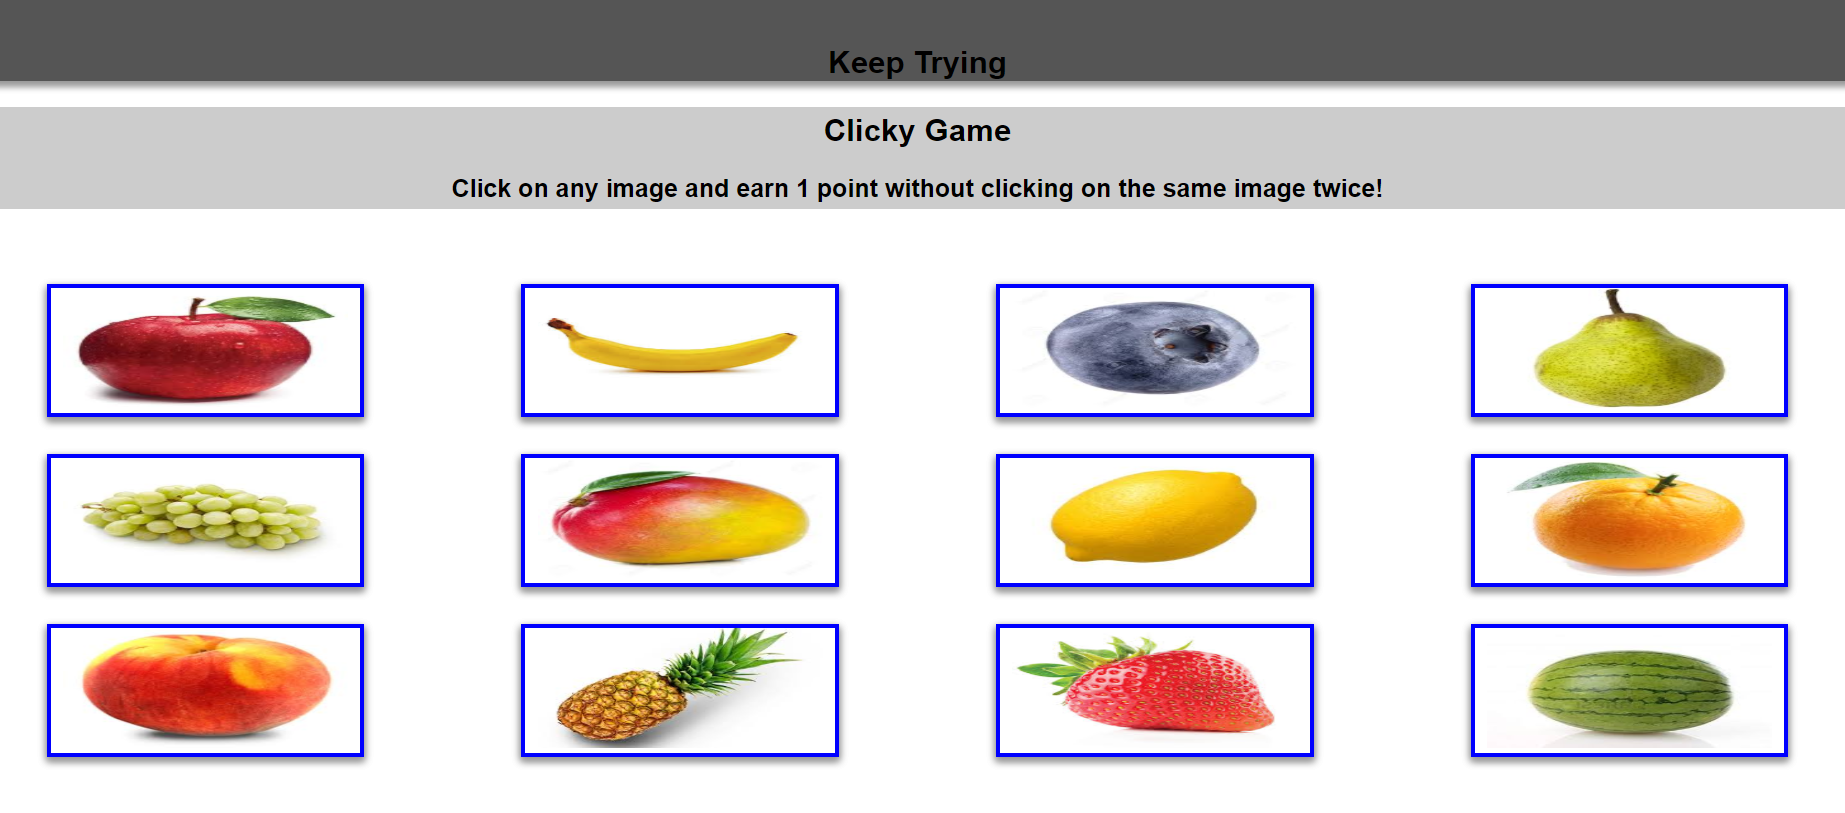 Keep Trying
Clicky Game
Click on any image and earn 1 point without clicking on the same image twice!